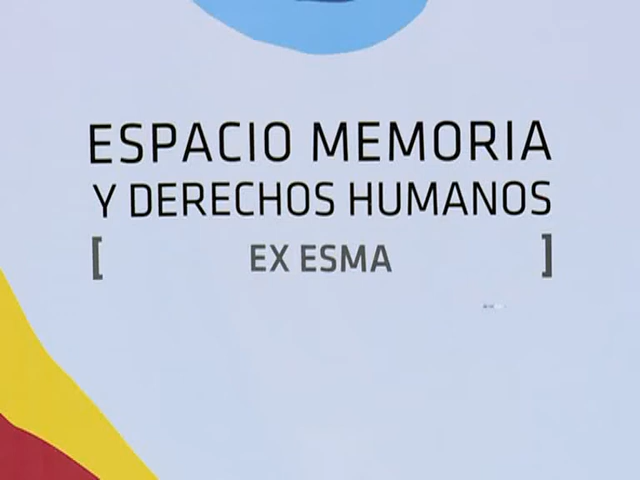 ESPACIO MEMORIA
Y DERECHOS HUMANOS
[ EX ESMA ]